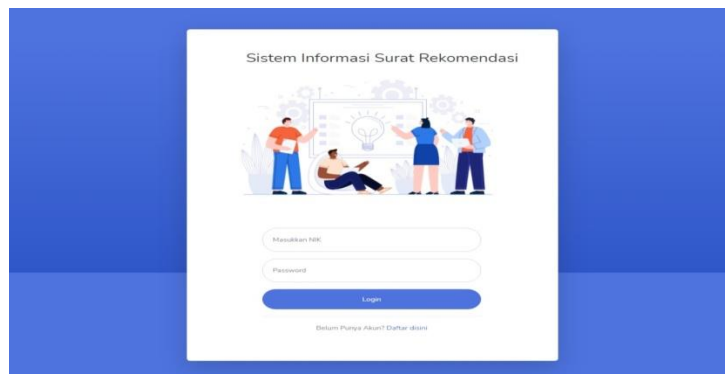 Sistem Informasi Surat Rekomendasi
Masukkan NIK
Password
Login
Belum Punya Akun? Daftar disini